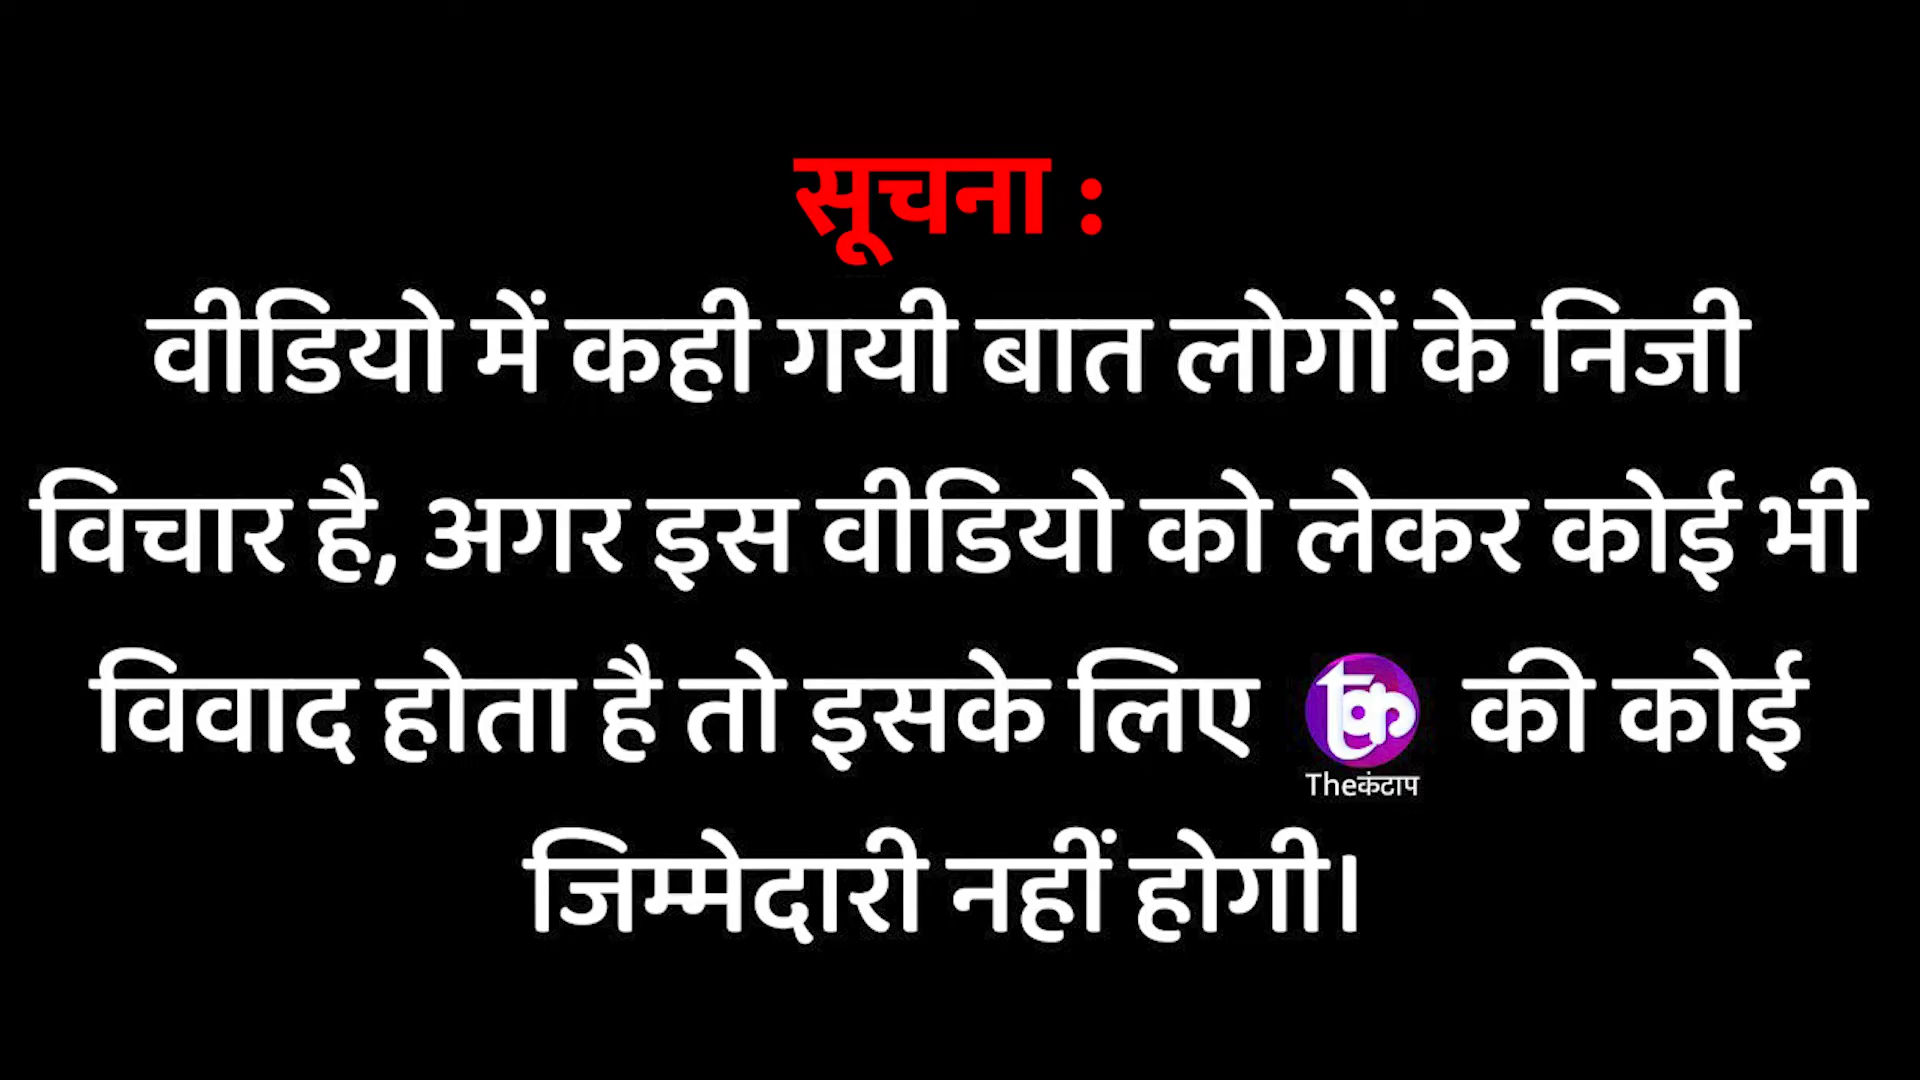 सूचना :
वीडियो में कही गयी बात लोगों के निजी
विचार है, अगर इस वीडियो को लेकर कोई भी
विवाद होता है तो इसके लिए की कोई
Theकंटाप
जिम्मेदारी नहीं होगी।